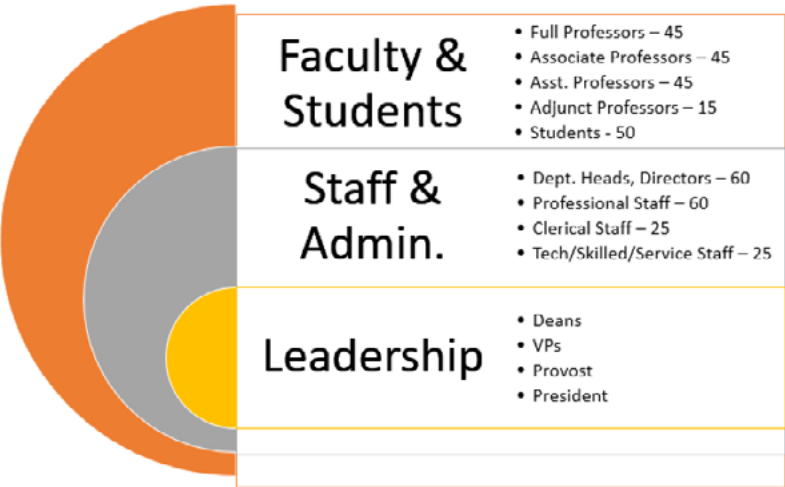 Faculty &
Students
• Full Professors – 45
• Associate Professors – 45
• Asst. Professors – 45
• Adjunct Professors – 15
• Students - 50
Staff &
Admin.
• Dept. Heads, Directors – 60
• Professional Staff – 60
• Clerical Staff – 25
• Tech/Skilled/Service Staff – 25
Leadership
• Deans
• VPs
• Provost
• President